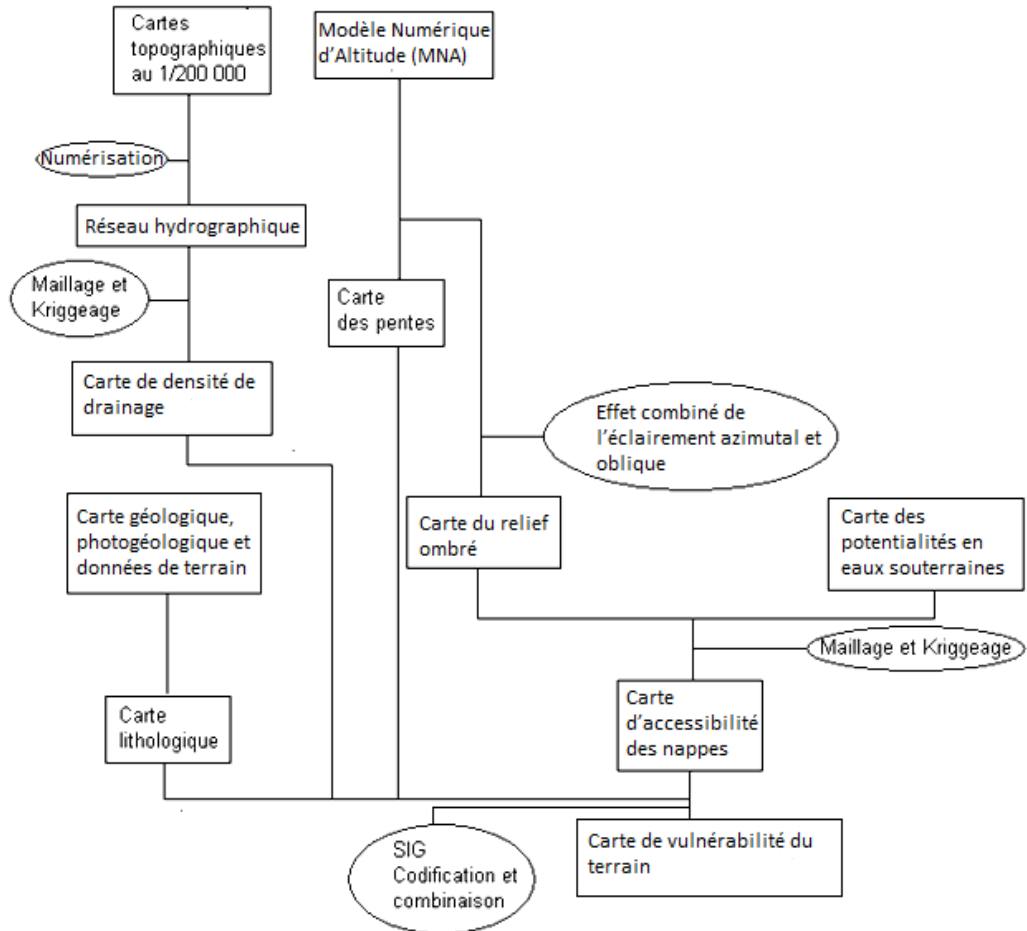 Cartes
topographiques
au 1/200 000
Modèle Numérique
d'Altitude (MNA)
Numérisation
Réseau hydrographique
Maillage et
Kriggeage
Carte
des pentes
Carte de densité de
drainage
Effet combiné de
l'éclairement azimutal et
oblique
Carte géologique,
photogéologique et
données de terrain
Carte du relief
ombré
Carte des
potentialités en
eaux souterraines
Maillage et Kriggeage
Carte
lithologique
Carte
d'accessibilité
des nappes
SIG
Codification et
combinaison
Carte de vulnérabilité du
terrain